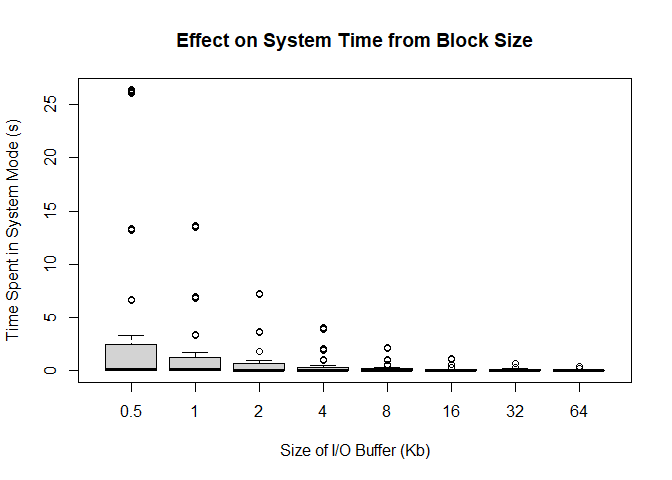 Effect on System Time from Block Size
Time Spent in System Mode (s)
25
20
15
10
5
0
0.5 1 2 4 8 16 32 64
Size of I/O Buffer (Kb)